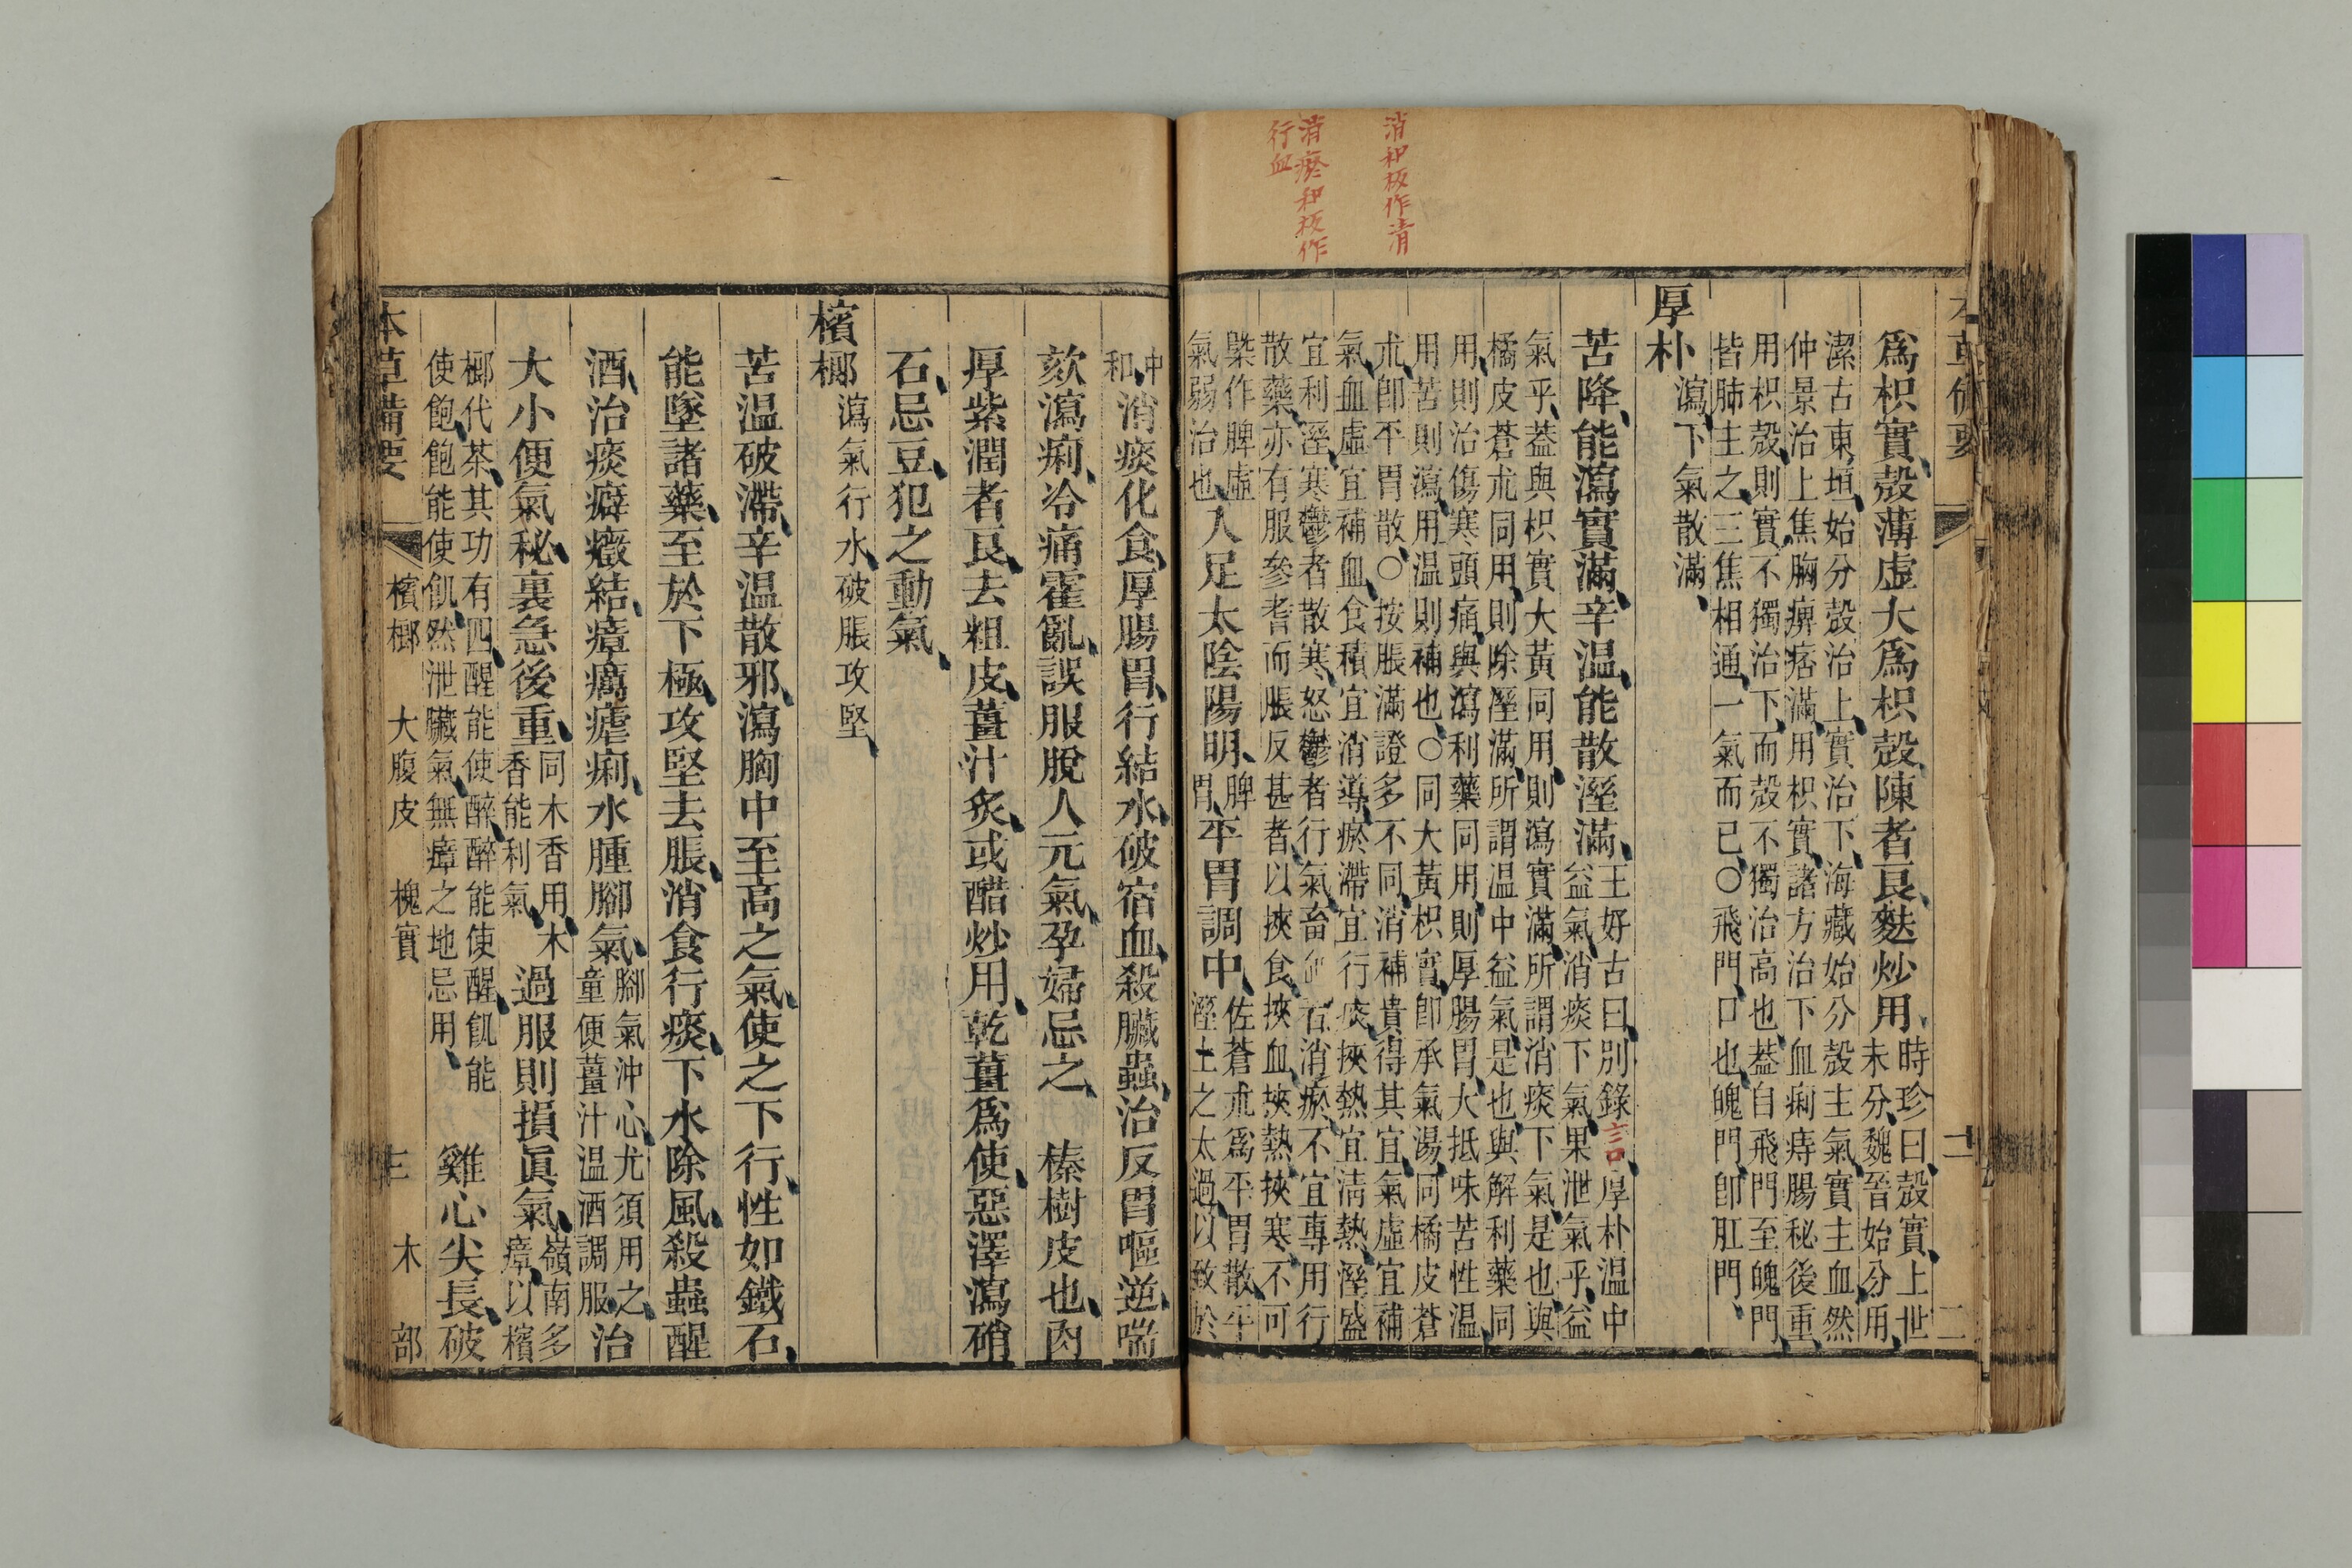 消和板作清
消瘀和板作
行血
爲枳實、殼薄虛大爲枳殼、陳者良、麩炒用、時珍曰、殼實、上世
未分、魏晉始分用、
潔古東垣、始分殼治上、實治下、海藏始分殼主氣、實主血、然
仲景治上焦胸痹痞滿、用枳實、諸方治下血痢痔腸秘後重、
用枳殼、則實不獨治下、而殼不獨治高也、蓋自飛門至魄門、
皆肺主之、三焦相通、一氣而已○飛門、口也、魄門、卽肛門、
厚朴 瀉、下氣散滿、
苦降、能瀉實滿、辛温、能散溼滿、王好古曰、別錄言厚朴温中
益氣、消痰下氣、果泄氣乎、益
氣乎、蓋與枳實大黃同用、則瀉實滿、所謂消痰下氣、是也、與
橘皮蒼朮同用、則除溼滿、所謂温中益氣是也、與解利藥同
用、則治傷寒頭痛、與瀉利藥同用、則厚腸胃、大抵味苦性温、
用苦則瀉、用温則補也、○同大黃枳實、卽承氣湯、同橘皮蒼
朮、卽平胃散、○按脹滿證多不同、消補貴得其宜、氣虛宜補
氣、血虛宜補血、食積宜消導、瘀滯宜行痰、挾熱宜清熱、溼盛
宜利溼、寒鬱者散寒、怒鬱者行氣、畜血者消瘀、不宜專用行
散藥、亦有服參耆而脹反甚者、以挾食、挾血、挾熱、挾寒、不可
槩作脾虛
氣弱治也、入足太陰陽明、脾
胃、平胃調中、佐蒼朮爲平胃散、平
溼土之太過、以致於
中
和、消痰化食、厚腸胃、行結水、破宿血、殺臟蟲、治反胃嘔逆、喘
欬瀉痢、冷痛霍亂、誤服脫人元氣、孕婦忌之、 榛樹皮也、肉
厚紫潤者良、去粗皮、薑汁炙、或醋炒用、乾薑爲使、惡澤瀉硝
石、忌豆、犯之動氣、
檳榔 瀉氣行水、破脹攻堅、
苦温破滯、辛温散邪、瀉胸中至高之氣、使之下行、性如鐵石、
能墜諸藥、至於下極、攻堅去脹、消食行痰、下水除風、殺蟲醒
酒、治痰癖癥結、瘴癘瘧痢、水腫腳氣、腳氣沖心、尤須用之、
童便薑汁温酒調服、治
大小便氣秘、裏急後重、同木香用、木
香能利氣、過服則損眞氣、嶺南多
瘴、以檳
榔代茶、其功有四、醒能使醉、醉能使醒、飢能
使飽、飽能使飢、然泄臟氣、無瘴之地忌用、 雞心尖長、破
本草備要 檳榔 大腹皮 槐實 三 木部